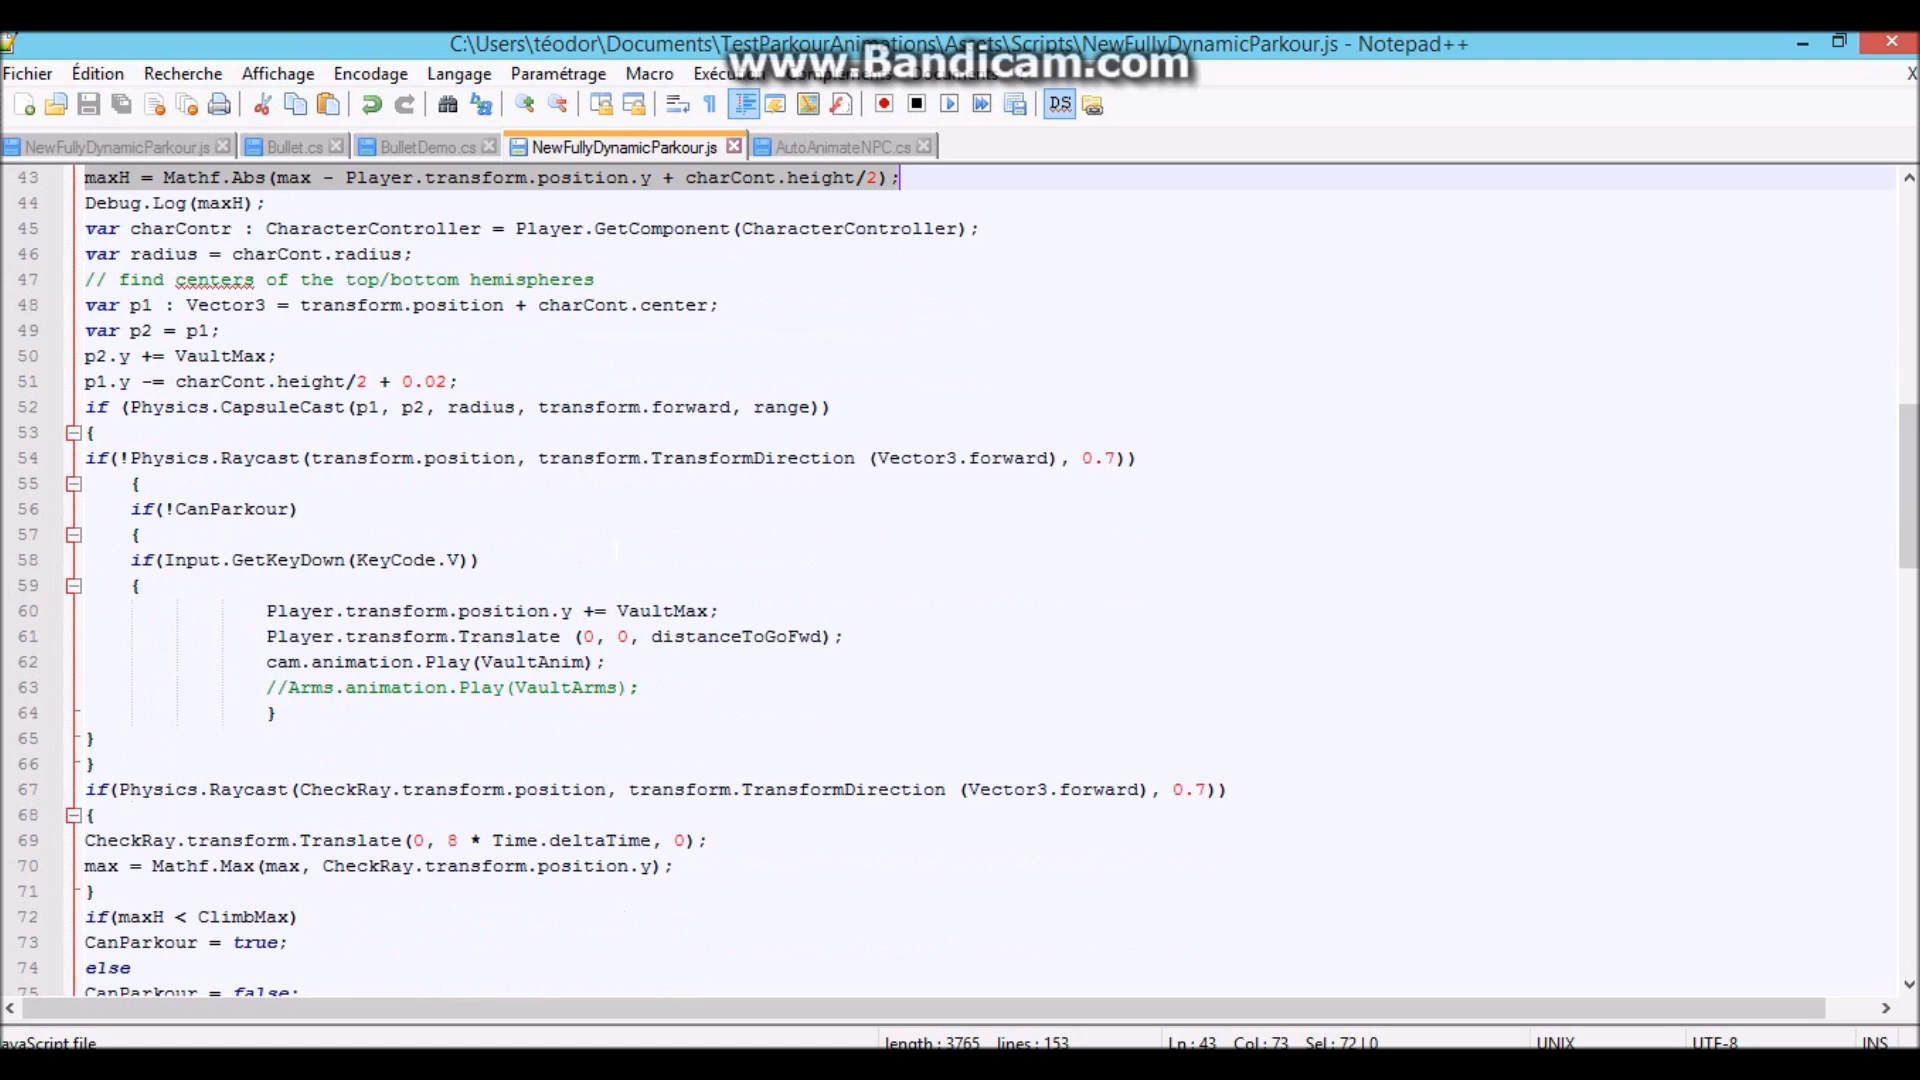 C:\Users\téodor\Documents\TestParkourAnimations\Assets\Scripts\NewFullyDynamicParkour.js - Notepad++
www.Bandicam.com
Fichier Édition Recherche Affichage Encodage Langage Paramétrage Macro Exécution Compléments Documents X
NewFullyDynamicParkour.js Bullet.cs BulletDemo.cs NewFullyDynamicParkour.js AutoAnimateNPC.cs
43 maxH = Mathf.Abs(max - Player.transform.position.y + charCont.height/2);
44 Debug.Log(maxH);
45 var charContr : CharacterController = Player.GetComponent(CharacterController);
46 var radius = charCont.radius;
47 // find centers of the top/bottom hemispheres
48 var p1 : Vector3 = transform.position + charCont.center;
49 var p2 = p1;
50 p2.y += VaultMax;
51 p1.y -= charCont.height/2 + 0.02;
52 if (Physics.CapsuleCast(p1, p2, radius, transform.forward, range))
53 {
54 if(!Physics.Raycast(transform.position, transform.TransformDirection (Vector3.forward), 0.7))
55 {
56 if(!CanParkour)
57 {
58 if(Input.GetKeyDown(KeyCode.V))
59 {
60 Player.transform.position.y += VaultMax;
61 Player.transform.Translate (0, 0, distanceToGoFwd);
62 cam.animation.Play(VaultAnim);
63 //Arms.animation.Play(VaultArms);
64 }
65 }
66 }
67 if(Physics.Raycast(CheckRay.transform.position, transform.TransformDirection (Vector3.forward), 0.7))
68 {
69 CheckRay.transform.Translate(0, 8 * Time.deltaTime, 0);
70 max = Mathf.Max(max, CheckRay.transform.position.y);
71 }
72 if(maxH < ClimbMax)
73 CanParkour = true;
74 else
75 CanParkour = false;
avaScript file length : 3765 lines : 153 Ln : 43 Col : 73 Sel : 72 | 0 UNIX UTF-8 INS